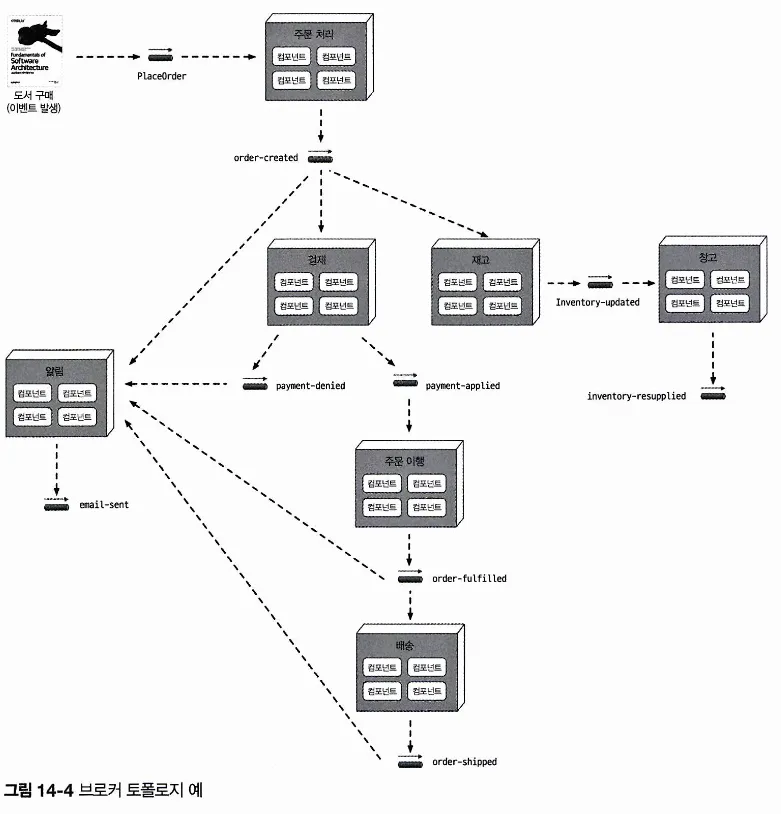 Fundamentals of
Software
Architecture
도서 구매
(이벤트 발생)
PlaceOrder
주문 처리
컴포넌트 컴포넌트
컴포넌트 컴포넌트
order-created
결재
컴포넌트 컴포넌트
컴포넌트 컴포넌트
재고
컴포넌트 컴포넌트
컴포넌트 컴포넌트
Inventory-updated
창고
컴포넌트 컴포넌트
컴포넌트 컴포넌트
inventory-resupplied
알림
컴포넌트 컴포넌트
컴포넌트 컴포넌트
email-sent
payment-denied
payment-applied
주문 이행
컴포넌트 컴포넌트
컴포넌트 컴포넌트
order-fulfilled
배송
컴포넌트 컴포넌트
컴포넌트 컴포넌트
order-shipped
그림 14-4 브로커 토폴로지 예